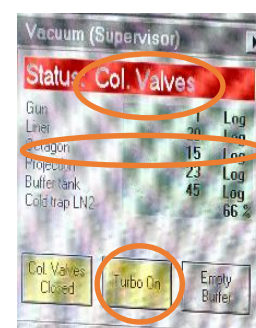 Vacuum (Supervisor)
Status: Col. Valves
Gun 1 Log
Liner 20 Log
Octagon 15 Log
Projection 23 Log
Buffer tank 45 Log
Cold trap LN2 66 %
Col. Valves Closed
Turbo On
Empty Buffer